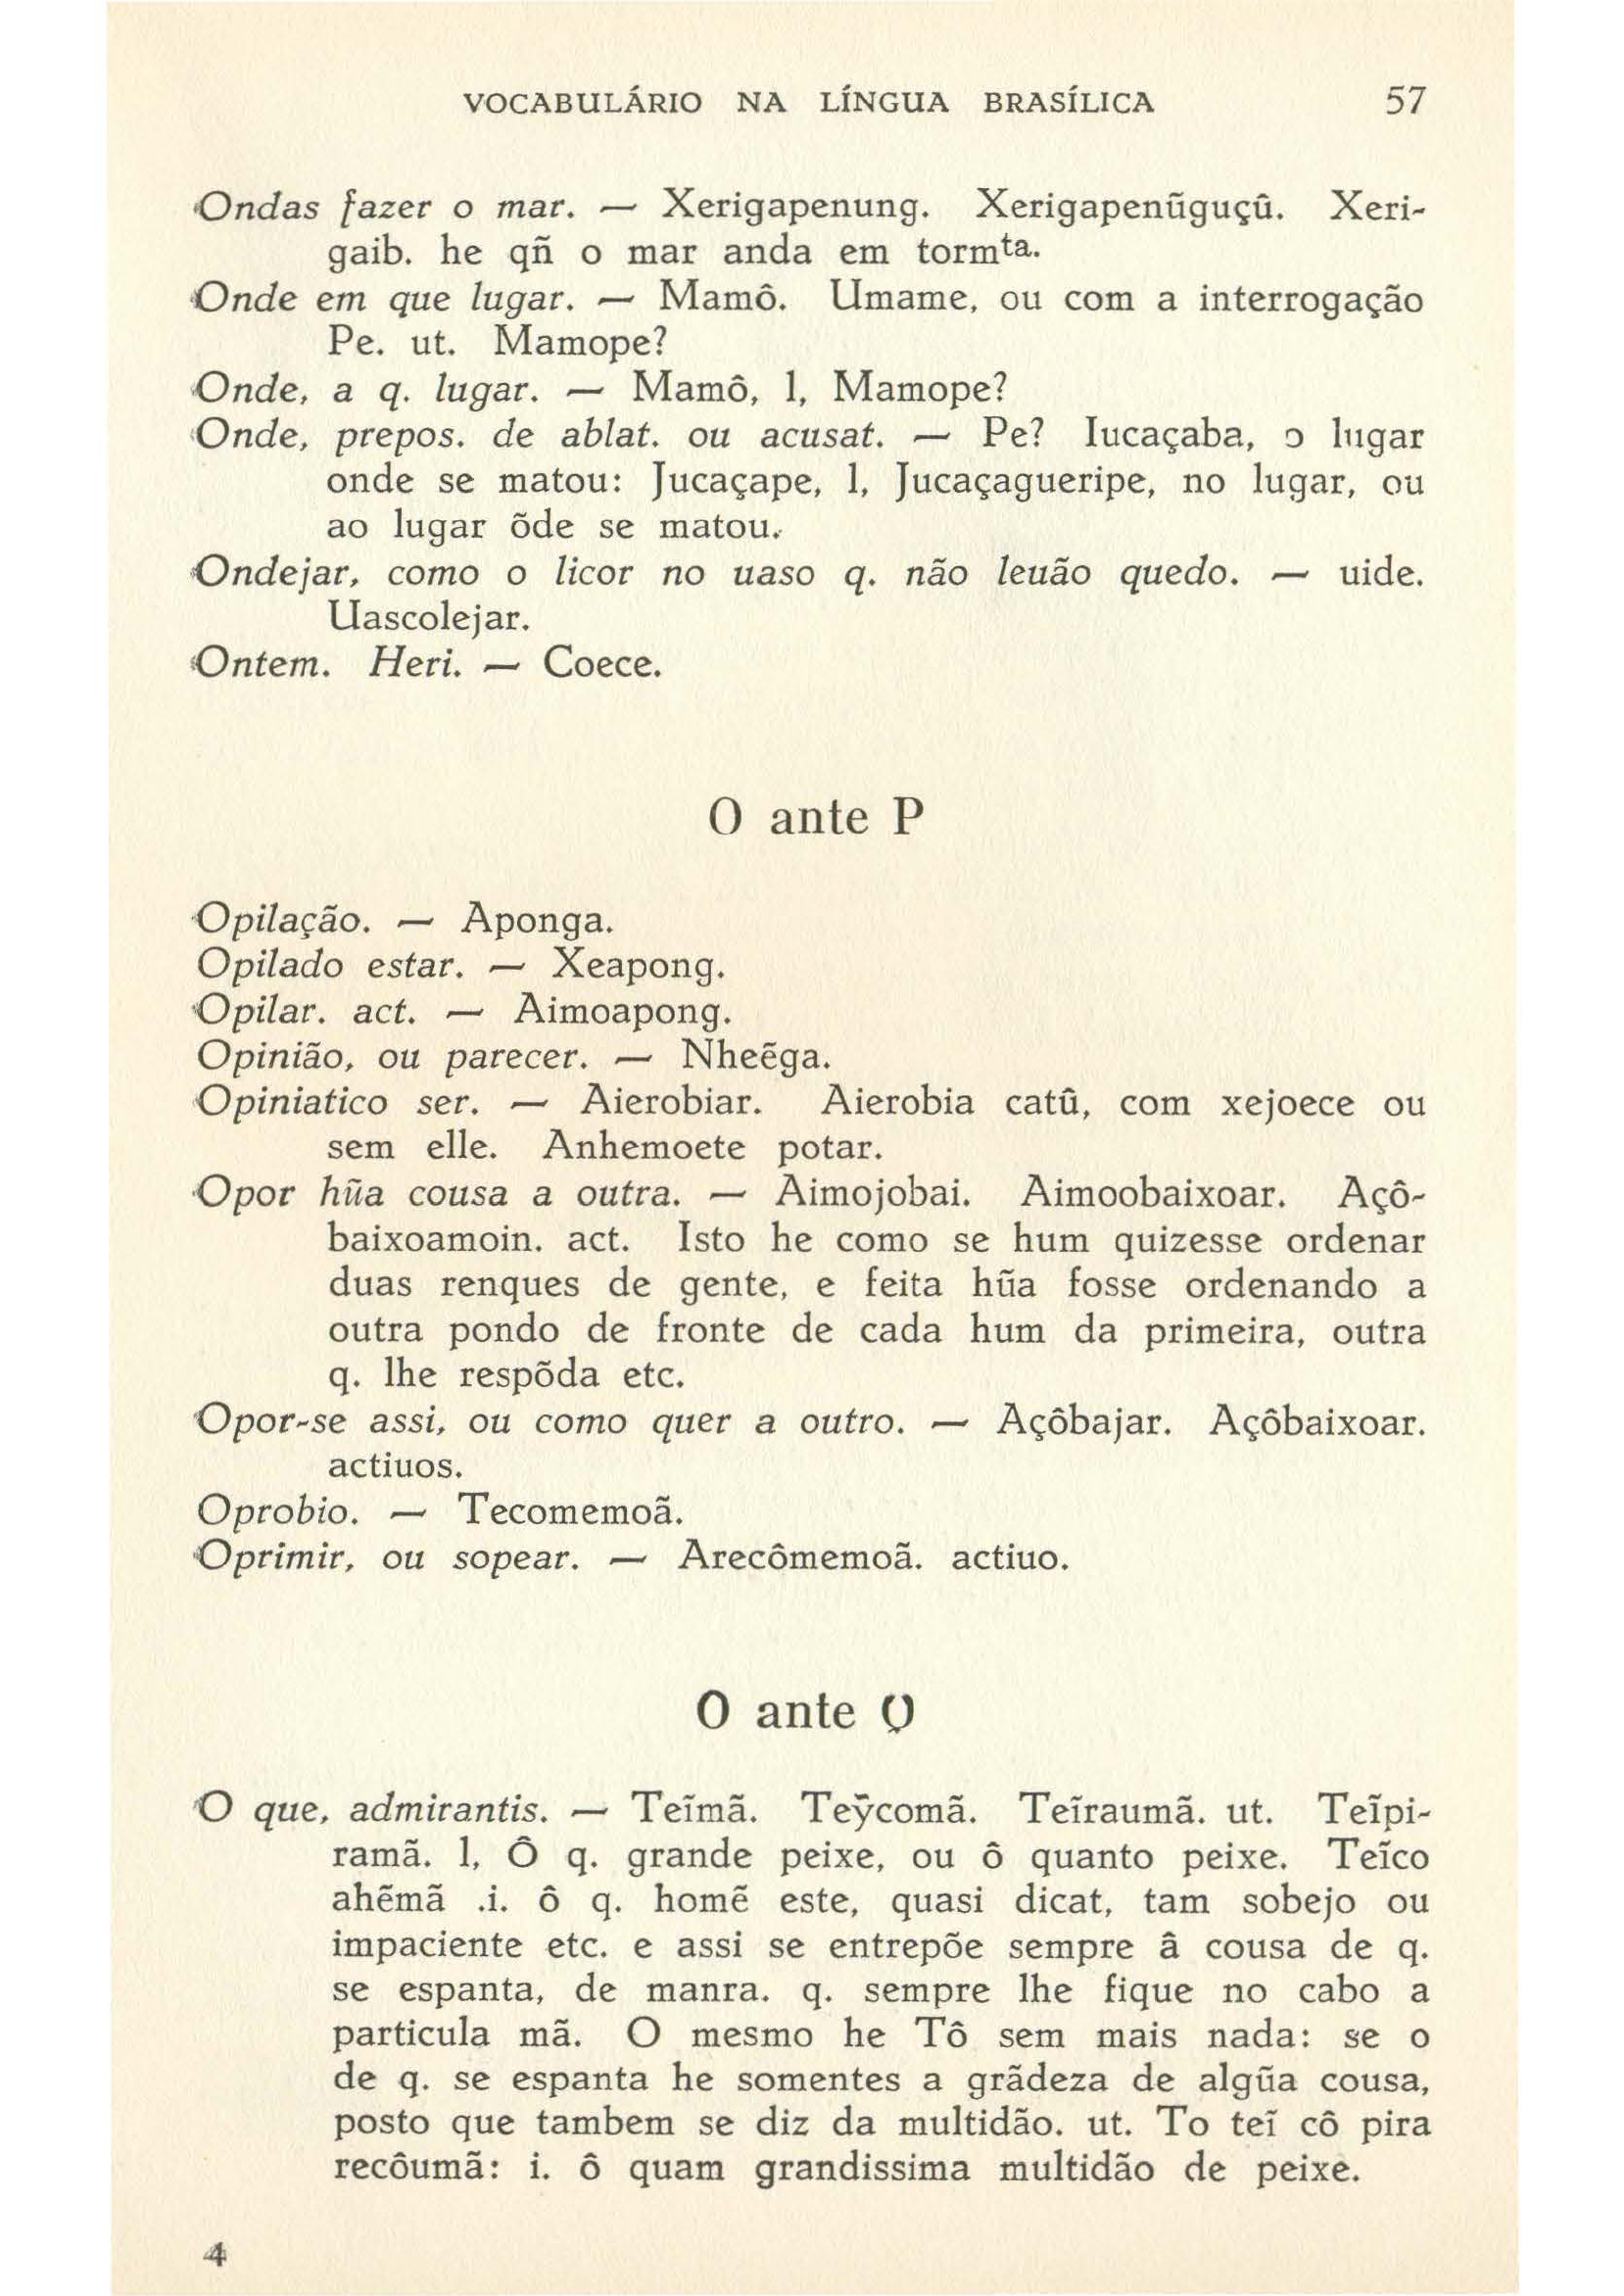 VOCABULÁRIO NA LÍNGUA BRASÍLICA 57
Ondas fazer o mar. — Xerigapenung. Xerigapenũguçû. Xeri-
gaib. he qñ o mar anda em tormta.
Onde em que lugar. — Mamô. Umame, ou com a interrogação
Pe. ut. Mamope?
Onde, a q. lugar. — Mamô, l, Mamope?
Onde, prepos. de ablat. ou acusat. — Pe? Iucaçaba, o lugar
onde se matou: Jucaçape, l, Jucaçagueripe, no lugar, ou
ao lugar õde se matou.
Ondejar, como o licor no uaso q. não leuão quedo. — uide.
Uascolejar.
Ontem. Heri. — Coece.
O ante P
Opilação. — Aponga.
Opilado estar. — Xeapong.
Opilar. act. — Aimoapong.
Opinião, ou parecer. — Nheẽga.
Opiniatico ser. — Aierobiar. Aierobia catû, com xejoece ou
sem elle. Anhemoete potar.
Opor hũa cousa a outra. — Aimojobai. Aimoobaixoar. Açô-
baixoamoin. act. Isto he como se hum quizesse ordenar
duas renques de gente, e feita hũa fosse ordenando a
outra pondo de fronte de cada hum da primeira, outra
q. lhe respõda etc.
Opor-se assi, ou como quer a outro. — Açôbajar. Açôbaixoar.
actiuos.
Oprobio. — Tecomemoã.
Oprimir, ou sopear. — Arecômemoã. actiuo.
O ante Q
O que, admirantis. — Teĩmã. Teỹcomã. Teĩraumã. ut. Teĩpi-
ramã. l, Ô q. grande peixe, ou ô quanto peixe. Teĩco
ahẽmã .i. ô q. homẽ este, quasi dicat, tam sobejo ou
impaciente etc. e assi se entrepõe sempre â cousa de q.
se espanta, de manra. q. sempre lhe fique no cabo a
particula mã. O mesmo he Tô sem mais nada: se o
de q. se espanta he somentes a grãdeza de algũa cousa,
posto que tambem se diz da multidão. ut. To teĩ cô pira
recôumã: i. ô quam grandissima multidão de peixe.
4